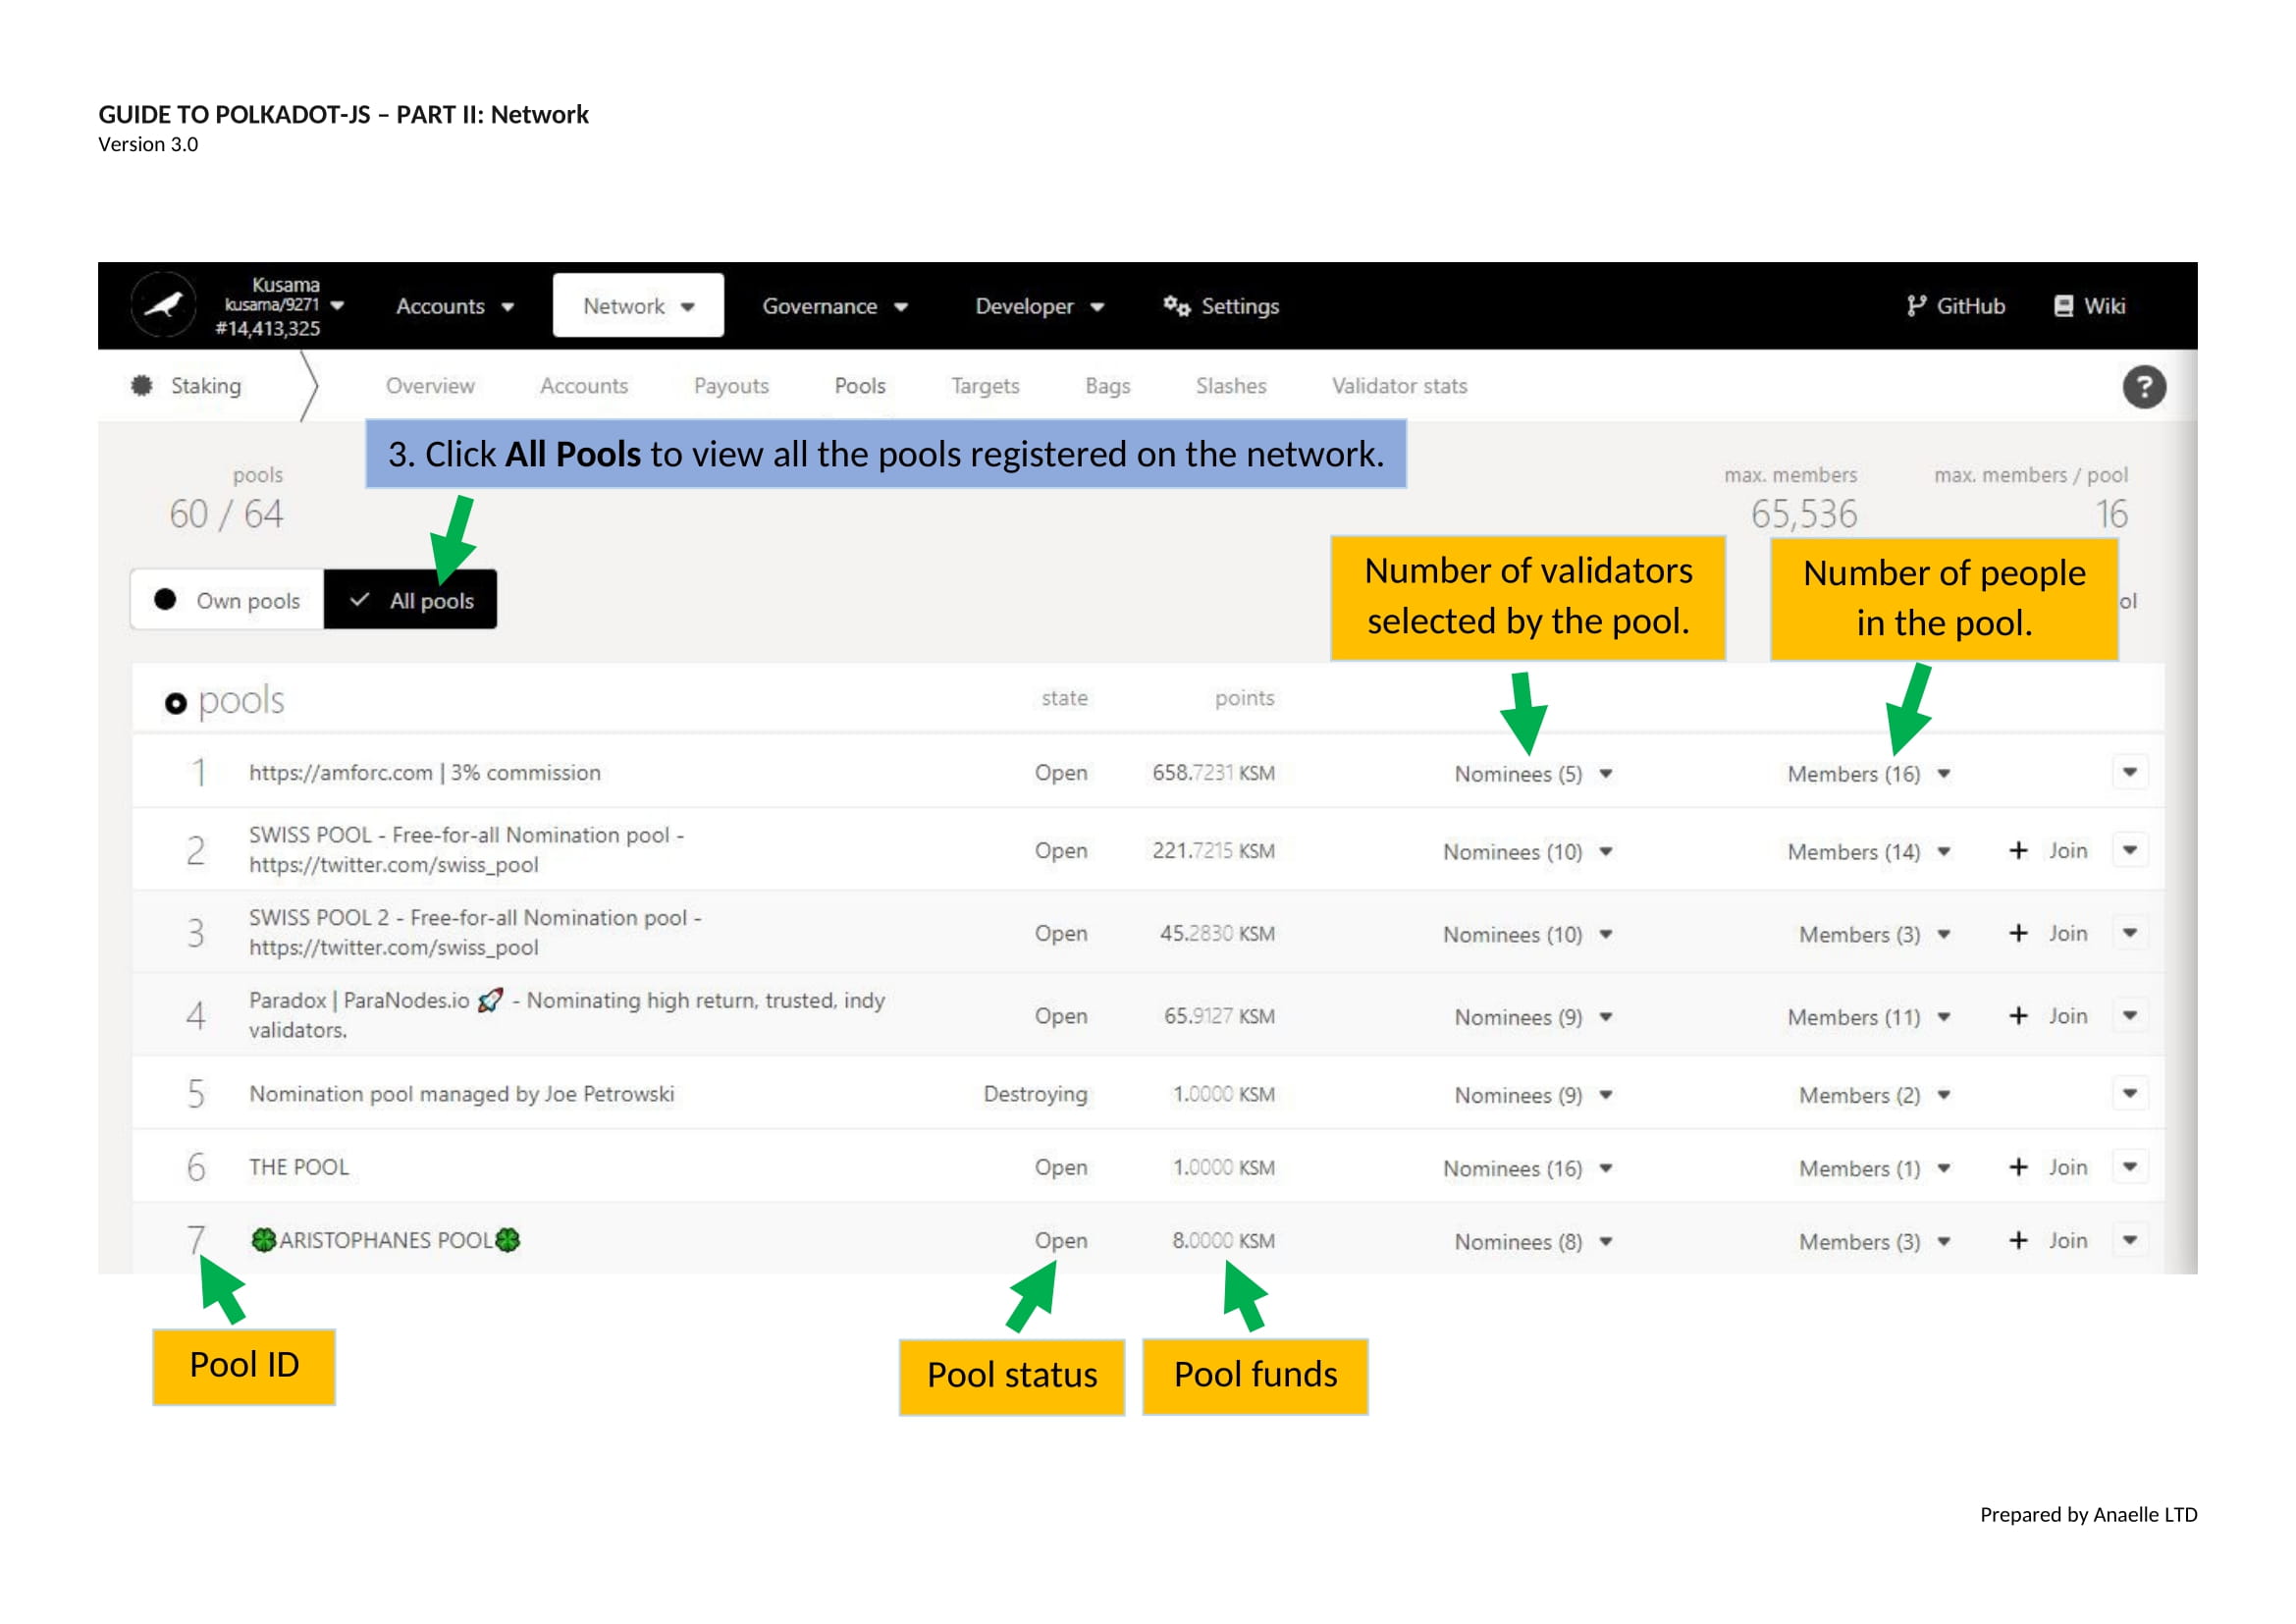 GUIDE TO POLKADOT-JS – PART II: Network
Version 3.0
Kusama
kusama/9271
#14,413,325
Accounts
Network
Governance
Developer
Settings
GitHub
Wiki
Staking
Overview
Accounts
Payouts
Pools
Targets
Bags
Slashes
Validator stats
?
3. Click All Pools to view all the pools registered on the network.
pools
60 / 64
max. members
65,536
max. members / pool
16
Own pools
All pools
Number of validators
selected by the pool.
Number of people
in the pool.
ol
pools state points
1 https://amforc.com | 3% commission Open 658.7231 KSM Nominees (5) Members (16)
2 SWISS POOL - Free-for-all Nomination pool -
https://twitter.com/swiss_pool Open 221.7215 KSM Nominees (10) Members (14) + Join
3 SWISS POOL 2 - Free-for-all Nomination pool -
https://twitter.com/swiss_pool Open 45.2830 KSM Nominees (10) Members (3) + Join
4 Paradox | ParaNodes.io 🚀 - Nominating high return, trusted, indy
validators. Open 65.9127 KSM Nominees (9) Members (11) + Join
5 Nomination pool managed by Joe Petrowski Destroying 1.0000 KSM Nominees (9) Members (2)
6 THE POOL Open 1.0000 KSM Nominees (16) Members (1) + Join
7 🍀ARISTOPHANES POOL🍀 Open 8.0000 KSM Nominees (8) Members (3) + Join
Pool ID
Pool status
Pool funds
Prepared by Anaelle LTD